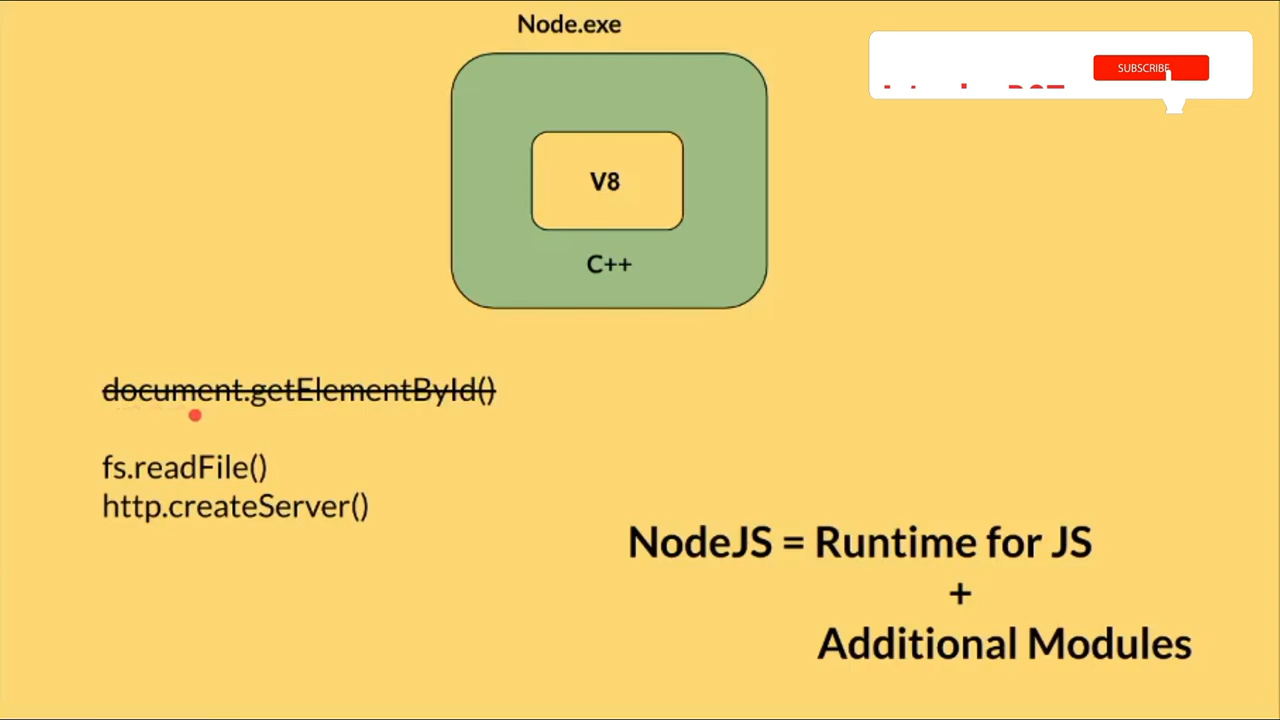 Node.exe
SUBSCRIBE
V8
C++
document.getElementById()
fs.readFile()
http.createServer()
NodeJS = Runtime for JS
+
Additional Modules